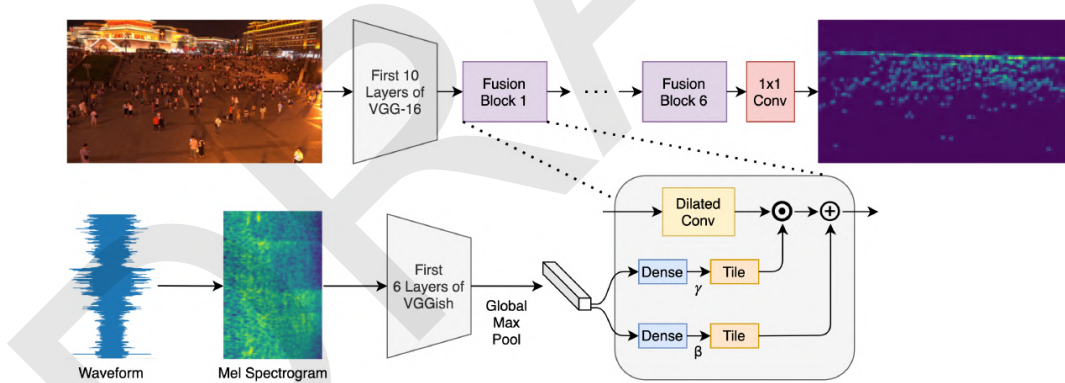 First 10
Layers of
VGG-16
Fusion
Block 1
Fusion
Block 6
1x1
Conv
Dilated
Conv
Dense
γ
Tile
Dense
β
Tile
First
6 Layers of
VGGish
Global
Max
Pool
Waveform
Mel Spectrogram